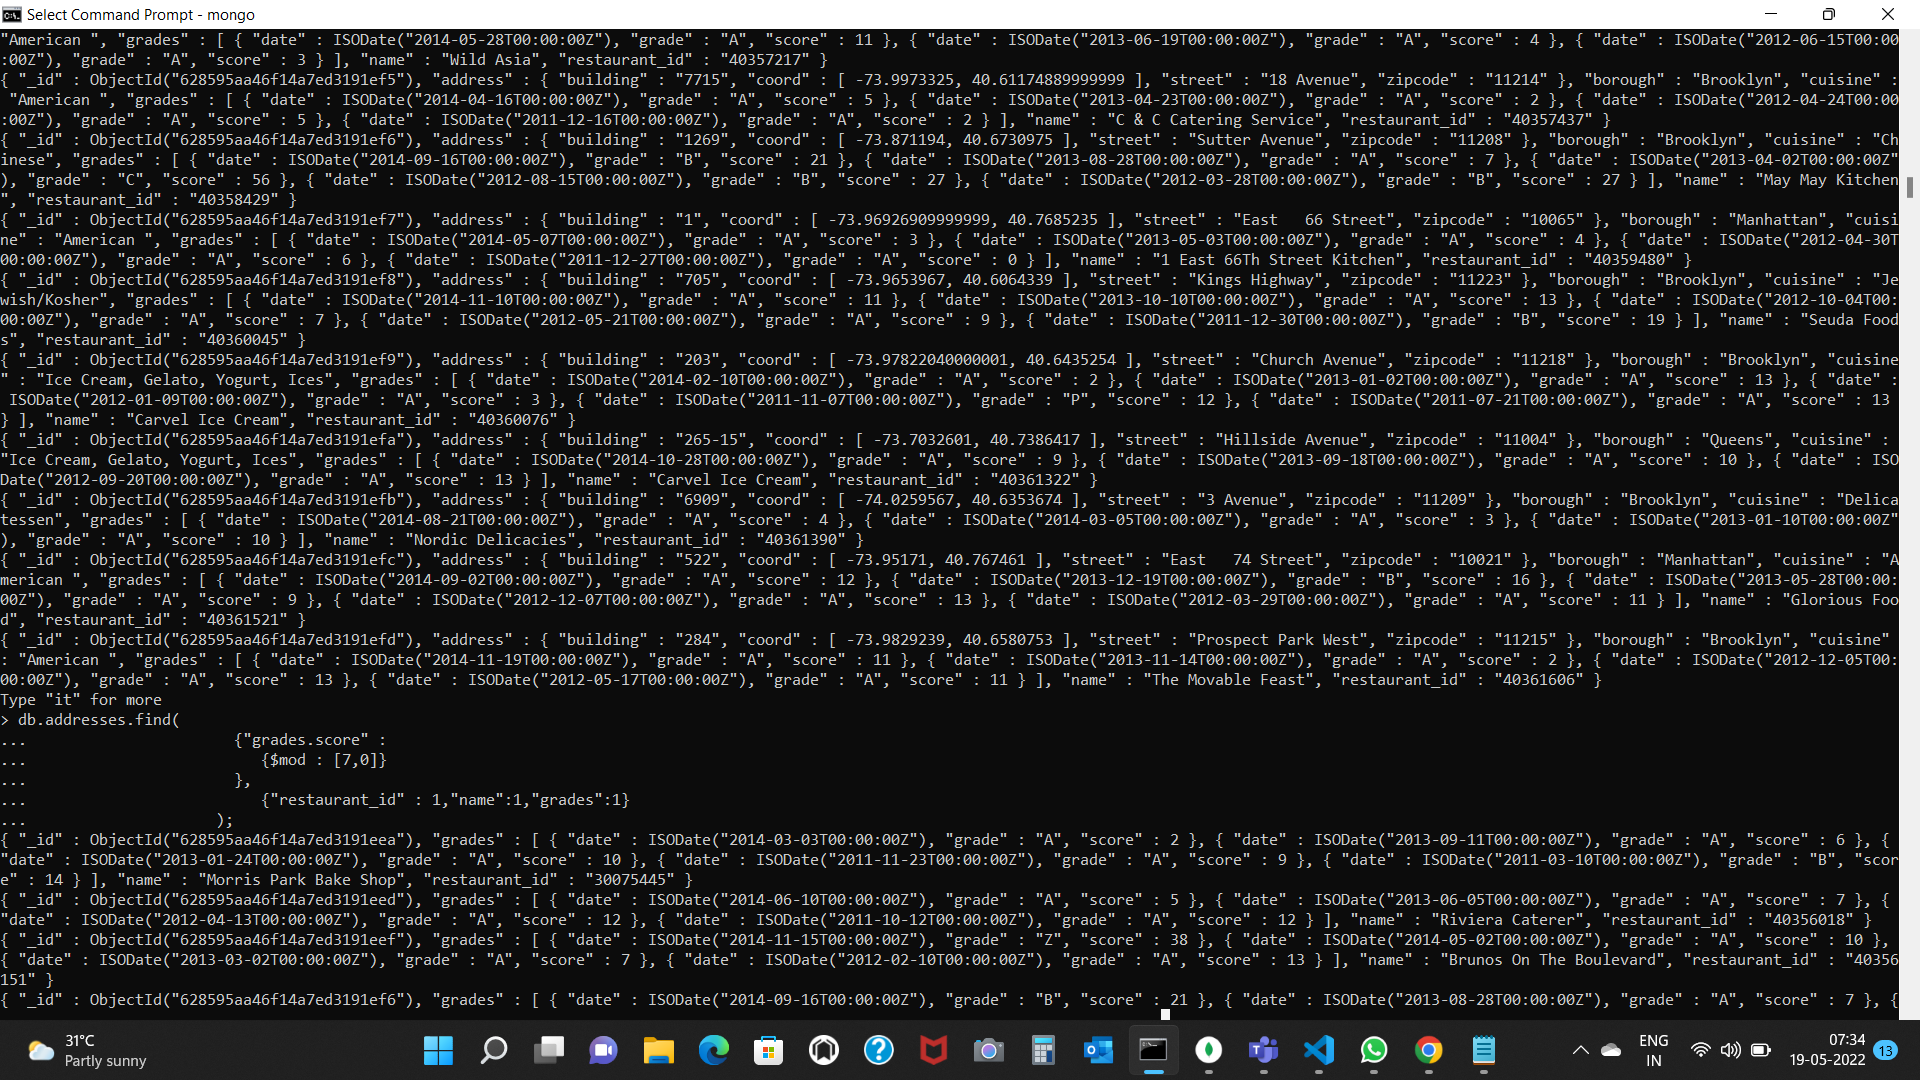 Select Command Prompt - mongo
"American ", "grades" : [ { "date" : ISODate("2014-05-28T00:00:00Z"), "grade" : "A", "score" : 11 }, { "date" : ISODate("2013-06-19T00:00:00Z"), "grade" : "A", "score" : 4 }, { "date" : ISODate("2012-06-15T00:00
:00Z"), "grade" : "A", "score" : 3 } ], "name" : "Wild Asia", "restaurant_id" : "40357217" }
{ "_id" : ObjectId("628595aa46f14a7ed3191ef5"), "address" : { "building" : "7715", "coord" : [ -73.9973325, 40.61174889999999 ], "street" : "18 Avenue", "zipcode" : "11214" }, "borough" : "Brooklyn", "cuisine" :
"American ", "grades" : [ { "date" : ISODate("2014-04-16T00:00:00Z"), "grade" : "A", "score" : 5 }, { "date" : ISODate("2013-04-23T00:00:00Z"), "grade" : "A", "score" : 2 }, { "date" : ISODate("2012-04-24T00:00
:00Z"), "grade" : "A", "score" : 5 }, { "date" : ISODate("2011-12-16T00:00:00Z"), "grade" : "A", "score" : 2 } ], "name" : "C & C Catering Service", "restaurant_id" : "40357437" }
{ "_id" : ObjectId("628595aa46f14a7ed3191ef6"), "address" : { "building" : "1269", "coord" : [ -73.871194, 40.6730975 ], "street" : "Sutter Avenue", "zipcode" : "11208" }, "borough" : "Brooklyn", "cuisine" : "Ch
inese", "grades" : [ { "date" : ISODate("2014-09-16T00:00:00Z"), "grade" : "B", "score" : 21 }, { "date" : ISODate("2013-08-28T00:00:00Z"), "grade" : "A", "score" : 7 }, { "date" : ISODate("2013-04-02T00:00:00Z"
), "grade" : "C", "score" : 56 }, { "date" : ISODate("2012-08-15T00:00:00Z"), "grade" : "B", "score" : 27 }, { "date" : ISODate("2012-03-28T00:00:00Z"), "grade" : "B", "score" : 27 } ], "name" : "May May Kitchen
", "restaurant_id" : "40358429" }
{ "_id" : ObjectId("628595aa46f14a7ed3191ef7"), "address" : { "building" : "1", "coord" : [ -73.96926909999999, 40.7685235 ], "street" : "East   66 Street", "zipcode" : "10065" }, "borough" : "Manhattan", "cuisi
ne" : "American ", "grades" : [ { "date" : ISODate("2014-05-07T00:00:00Z"), "grade" : "A", "score" : 3 }, { "date" : ISODate("2013-05-03T00:00:00Z"), "grade" : "A", "score" : 4 }, { "date" : ISODate("2012-04-30T
00:00:00Z"), "grade" : "A", "score" : 6 }, { "date" : ISODate("2011-12-27T00:00:00Z"), "grade" : "A", "score" : 0 } ], "name" : "1 East 66Th Street Kitchen", "restaurant_id" : "40359480" }
{ "_id" : ObjectId("628595aa46f14a7ed3191ef8"), "address" : { "building" : "705", "coord" : [ -73.9653967, 40.6064339 ], "street" : "Kings Highway", "zipcode" : "11223" }, "borough" : "Brooklyn", "cuisine" : "Je
wish/Kosher", "grades" : [ { "date" : ISODate("2014-11-10T00:00:00Z"), "grade" : "A", "score" : 11 }, { "date" : ISODate("2013-10-10T00:00:00Z"), "grade" : "A", "score" : 13 }, { "date" : ISODate("2012-10-04T00:
00:00Z"), "grade" : "A", "score" : 7 }, { "date" : ISODate("2012-05-21T00:00:00Z"), "grade" : "A", "score" : 9 }, { "date" : ISODate("2011-12-30T00:00:00Z"), "grade" : "B", "score" : 19 } ], "name" : "Seuda Food
s", "restaurant_id" : "40360045" }
{ "_id" : ObjectId("628595aa46f14a7ed3191ef9"), "address" : { "building" : "203", "coord" : [ -73.97822040000001, 40.6435254 ], "street" : "Church Avenue", "zipcode" : "11218" }, "borough" : "Brooklyn", "cuisine
" : "Ice Cream, Gelato, Yogurt, Ices", "grades" : [ { "date" : ISODate("2014-02-10T00:00:00Z"), "grade" : "A", "score" : 2 }, { "date" : ISODate("2013-01-02T00:00:00Z"), "grade" : "A", "score" : 13 }, { "date" :
ISODate("2012-01-09T00:00:00Z"), "grade" : "A", "score" : 3 }, { "date" : ISODate("2011-11-07T00:00:00Z"), "grade" : "P", "score" : 12 }, { "date" : ISODate("2011-07-21T00:00:00Z"), "grade" : "A", "score" : 13
} ], "name" : "Carvel Ice Cream", "restaurant_id" : "40360076" }
{ "_id" : ObjectId("628595aa46f14a7ed3191efa"), "address" : { "building" : "265-15", "coord" : [ -73.7032601, 40.7386417 ], "street" : "Hillside Avenue", "zipcode" : "11004" }, "borough" : "Queens", "cuisine" :
"Ice Cream, Gelato, Yogurt, Ices", "grades" : [ { "date" : ISODate("2014-10-28T00:00:00Z"), "grade" : "A", "score" : 9 }, { "date" : ISODate("2013-09-18T00:00:00Z"), "grade" : "A", "score" : 10 }, { "date" : ISO
Date("2012-09-20T00:00:00Z"), "grade" : "A", "score" : 13 } ], "name" : "Carvel Ice Cream", "restaurant_id" : "40361322" }
{ "_id" : ObjectId("628595aa46f14a7ed3191efb"), "address" : { "building" : "6909", "coord" : [ -74.0259567, 40.6353674 ], "street" : "3 Avenue", "zipcode" : "11209" }, "borough" : "Brooklyn", "cuisine" : "Delica
tessen", "grades" : [ { "date" : ISODate("2014-08-21T00:00:00Z"), "grade" : "A", "score" : 4 }, { "date" : ISODate("2014-03-05T00:00:00Z"), "grade" : "A", "score" : 3 }, { "date" : ISODate("2013-01-10T00:00:00Z"
), "grade" : "A", "score" : 10 } ], "name" : "Nordic Delicacies", "restaurant_id" : "40361390" }
{ "_id" : ObjectId("628595aa46f14a7ed3191efc"), "address" : { "building" : "522", "coord" : [ -73.95171, 40.767461 ], "street" : "East   74 Street", "zipcode" : "10021" }, "borough" : "Manhattan", "cuisine" : "A
merican ", "grades" : [ { "date" : ISODate("2014-09-02T00:00:00Z"), "grade" : "A", "score" : 12 }, { "date" : ISODate("2013-12-19T00:00:00Z"), "grade" : "B", "score" : 16 }, { "date" : ISODate("2013-05-28T00:00:
00Z"), "grade" : "A", "score" : 9 }, { "date" : ISODate("2012-12-07T00:00:00Z"), "grade" : "A", "score" : 13 }, { "date" : ISODate("2012-03-29T00:00:00Z"), "grade" : "A", "score" : 11 } ], "name" : "Glorious Foo
d", "restaurant_id" : "40361521" }
{ "_id" : ObjectId("628595aa46f14a7ed3191efd"), "address" : { "building" : "284", "coord" : [ -73.9829239, 40.6580753 ], "street" : "Prospect Park West", "zipcode" : "11215" }, "borough" : "Brooklyn", "cuisine"
: "American ", "grades" : [ { "date" : ISODate("2014-11-19T00:00:00Z"), "grade" : "A", "score" : 11 }, { "date" : ISODate("2013-11-14T00:00:00Z"), "grade" : "A", "score" : 2 }, { "date" : ISODate("2012-12-05T00:
00:00Z"), "grade" : "A", "score" : 13 }, { "date" : ISODate("2012-05-17T00:00:00Z"), "grade" : "A", "score" : 11 } ], "name" : "The Movable Feast", "restaurant_id" : "40361606" }
Type "it" for more
> db.addresses.find(
... {"grades.score" :
... {$mod : [7,0]}
... },
... {"restaurant_id" : 1,"name":1,"grades":1}
... );
{ "_id" : ObjectId("628595aa46f14a7ed3191eea"), "grades" : [ { "date" : ISODate("2014-03-03T00:00:00Z"), "grade" : "A", "score" : 2 }, { "date" : ISODate("2013-09-11T00:00:00Z"), "grade" : "A", "score" : 6 }, {
"date" : ISODate("2013-01-24T00:00:00Z"), "grade" : "A", "score" : 10 }, { "date" : ISODate("2011-11-23T00:00:00Z"), "grade" : "A", "score" : 9 }, { "date" : ISODate("2011-03-10T00:00:00Z"), "grade" : "B", "scor
e" : 14 } ], "name" : "Morris Park Bake Shop", "restaurant_id" : "30075445" }
{ "_id" : ObjectId("628595aa46f14a7ed3191eed"), "grades" : [ { "date" : ISODate("2014-06-10T00:00:00Z"), "grade" : "A", "score" : 5 }, { "date" : ISODate("2013-06-05T00:00:00Z"), "grade" : "A", "score" : 7 }, {
"date" : ISODate("2012-04-13T00:00:00Z"), "grade" : "A", "score" : 12 }, { "date" : ISODate("2011-10-12T00:00:00Z"), "grade" : "A", "score" : 12 } ], "name" : "Riviera Caterer", "restaurant_id" : "40356018" }
{ "_id" : ObjectId("628595aa46f14a7ed3191eef"), "grades" : [ { "date" : ISODate("2014-11-15T00:00:00Z"), "grade" : "Z", "score" : 38 }, { "date" : ISODate("2014-05-02T00:00:00Z"), "grade" : "A", "score" : 10 },
{ "date" : ISODate("2013-03-02T00:00:00Z"), "grade" : "A", "score" : 7 }, { "date" : ISODate("2012-02-10T00:00:00Z"), "grade" : "A", "score" : 13 } ], "name" : "Brunos On The Boulevard", "restaurant_id" : "40356
151" }
{ "_id" : ObjectId("628595aa46f14a7ed3191ef6"), "grades" : [ { "date" : ISODate("2014-09-16T00:00:00Z"), "grade" : "B", "score" : 21 }, { "date" : ISODate("2013-08-28T00:00:00Z"), "grade" : "A", "score" : 7 }, {
31°C
Partly sunny
ENG
IN
07:34
19-05-2022
13